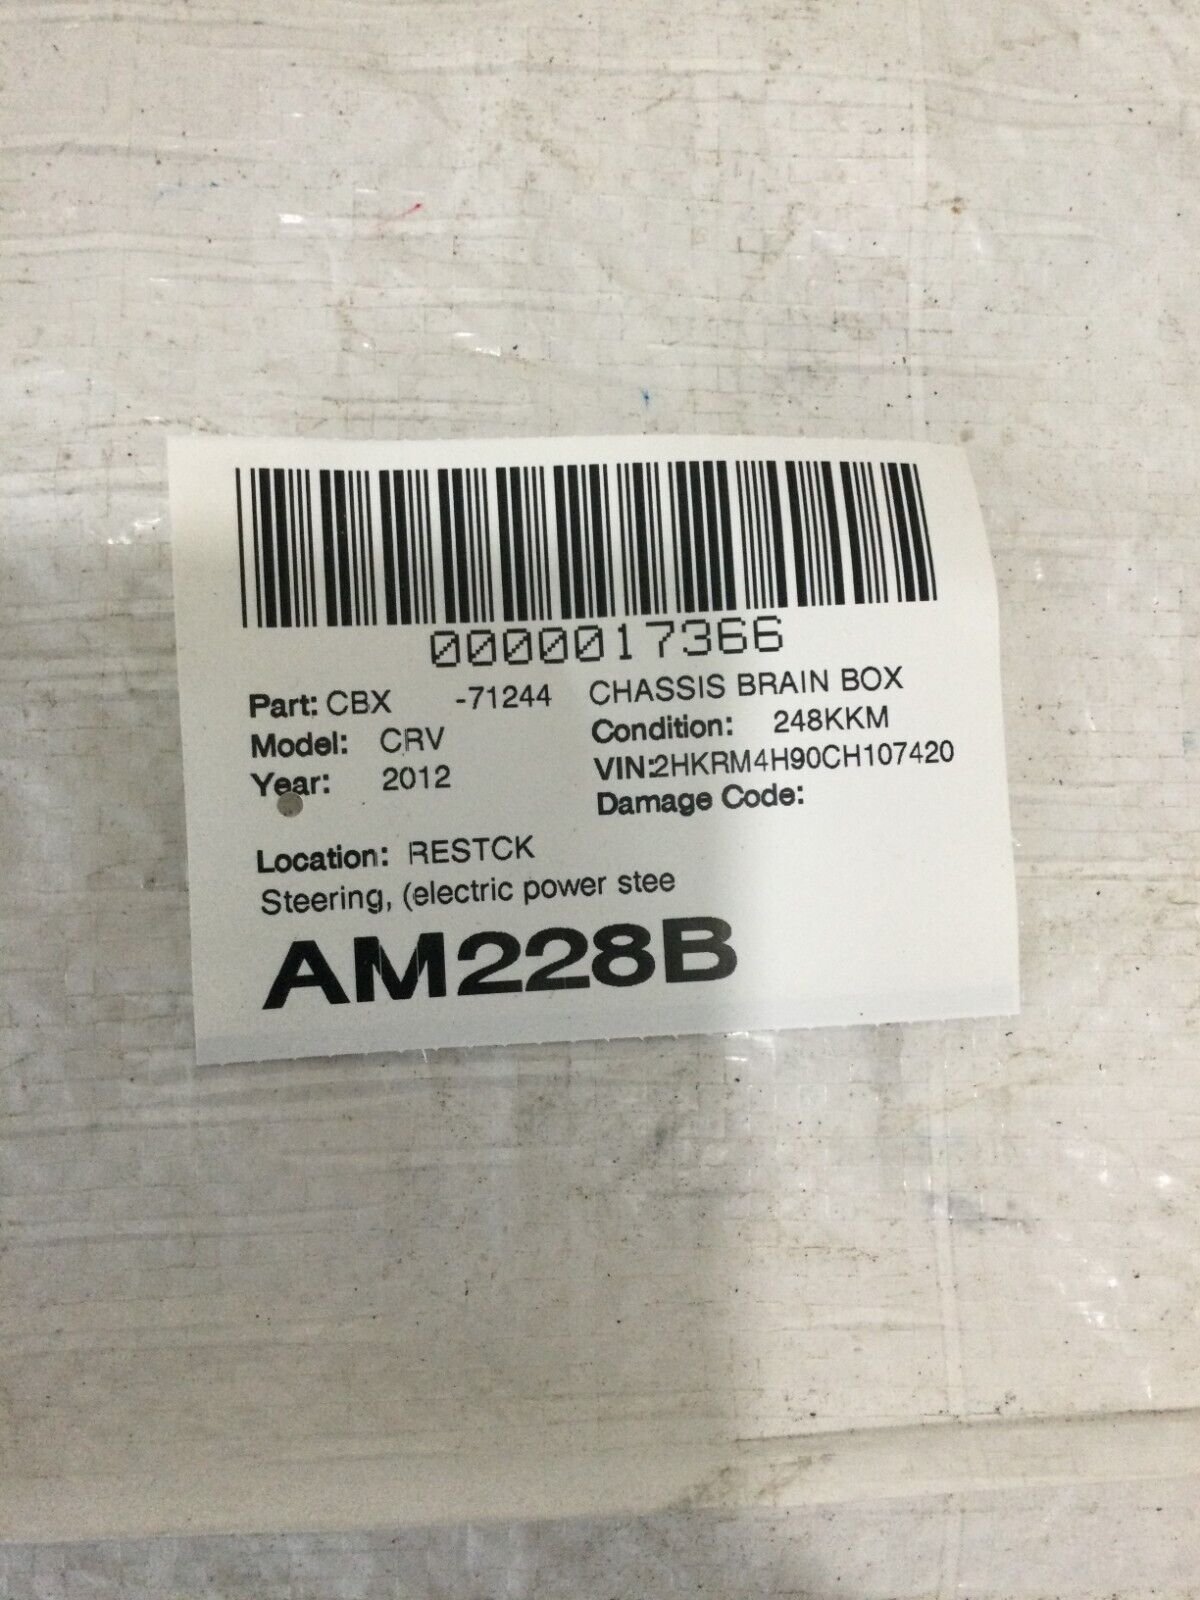 0000017366
Part: CBX -71244 CHASSIS BRAIN BOX
Model: CRV Condition: 248KKM
Year: 2012 VIN:2HKRM4H90CH107420
Damage Code:
Location: RESTCK
Steering, (electric power stee
AM228B